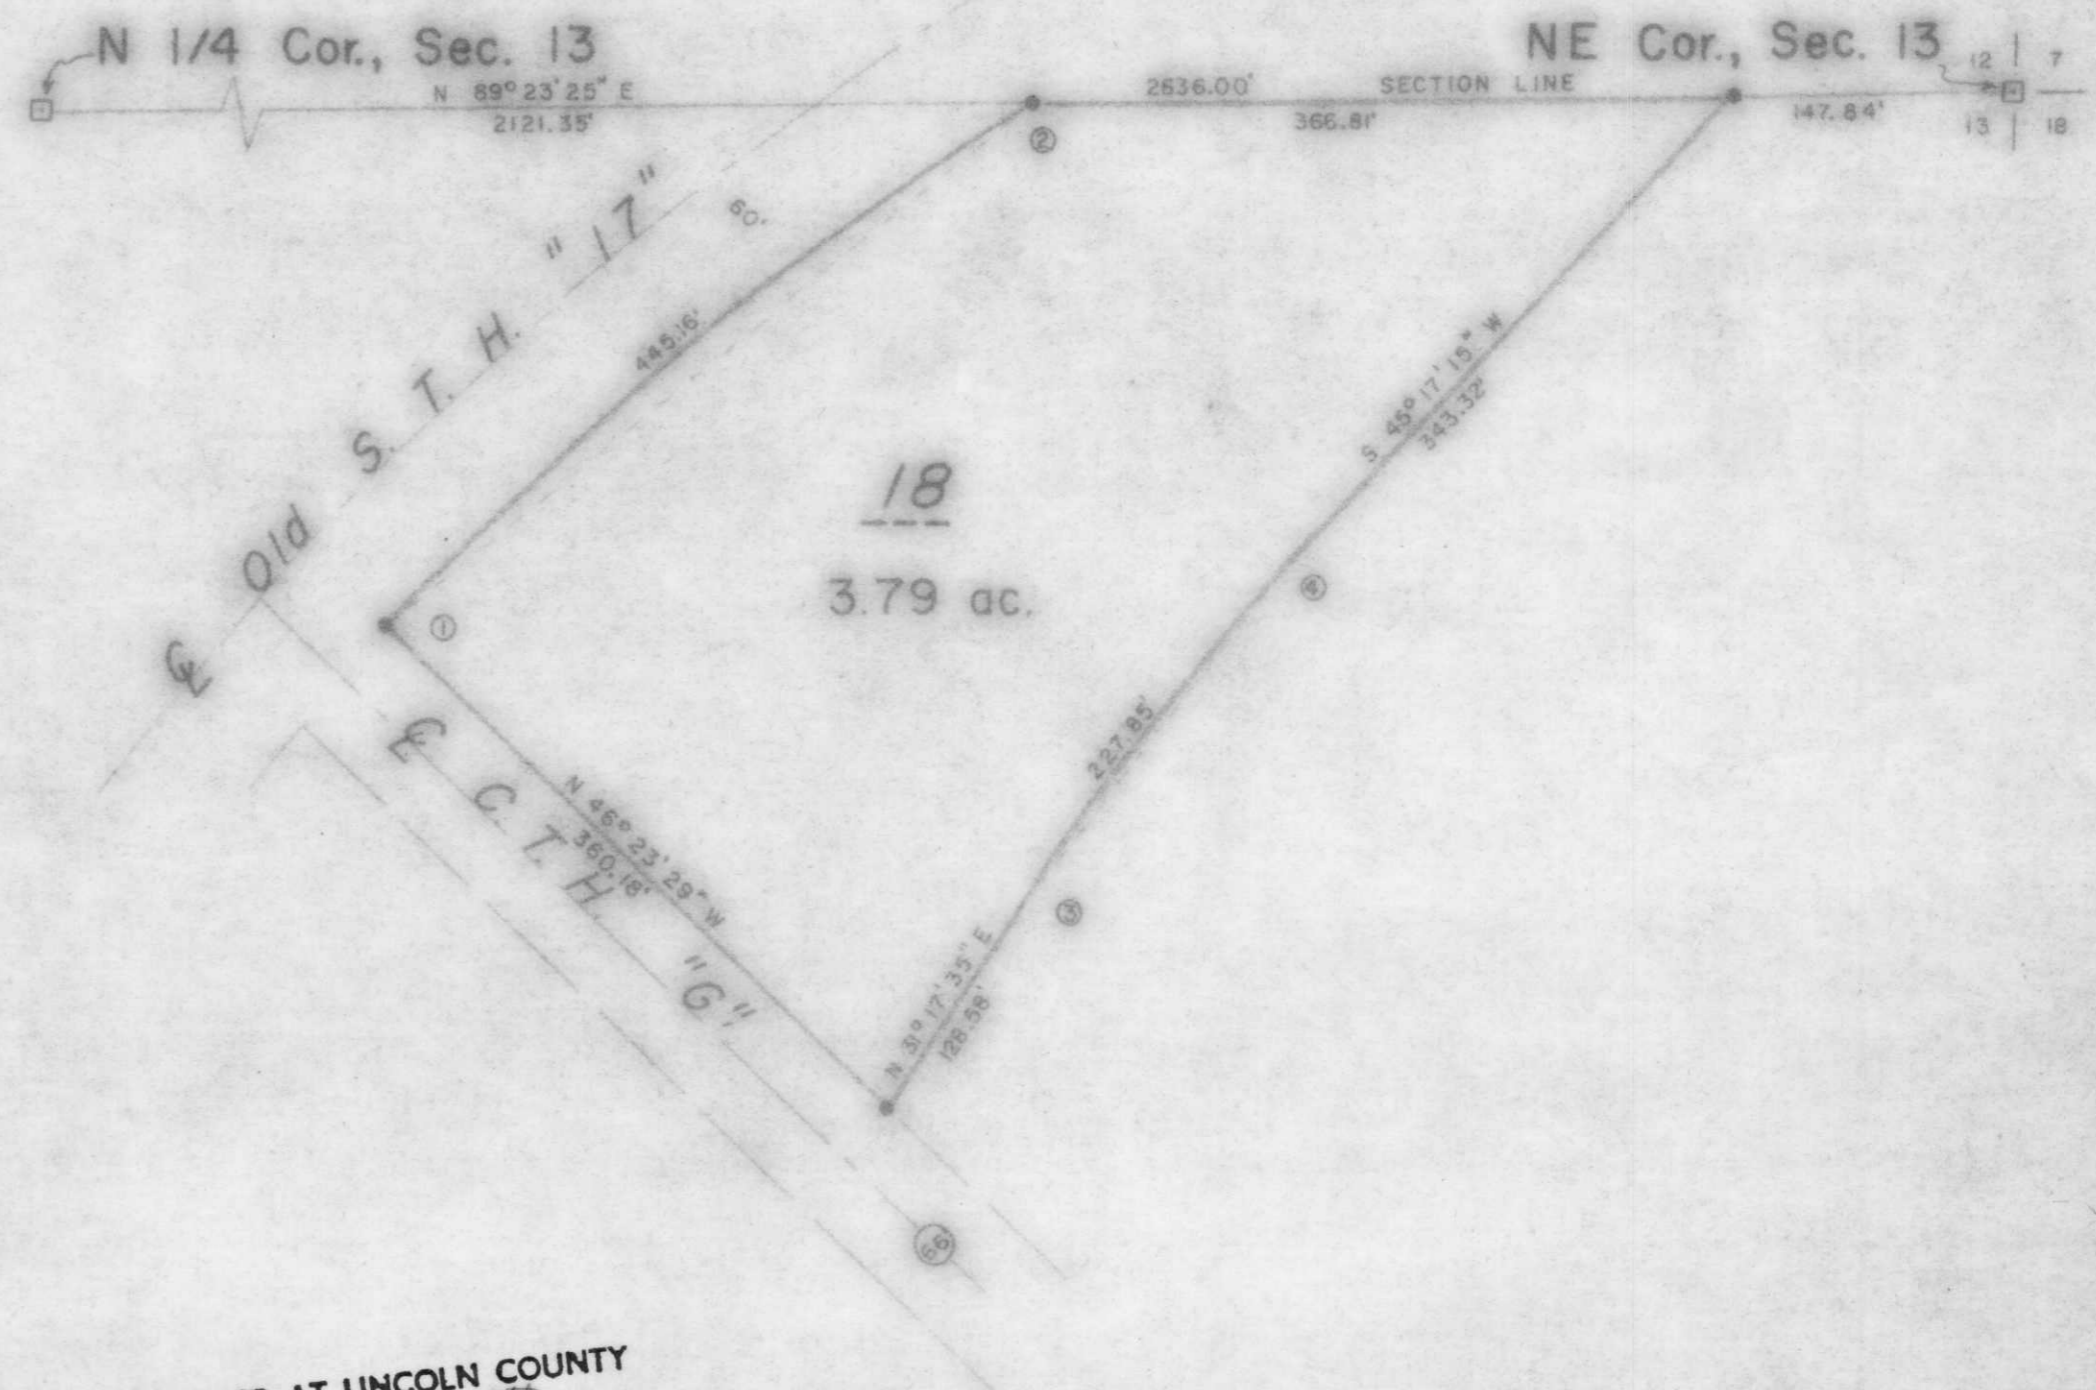 N 1/4 Cor., Sec. 13
NE Cor., Sec. 13
12 7
N 89° 23' 25" E
2636.00'
SECTION LINE
2121.35'
366.81'
147.84'
13 18
②
60'
Old S. T. H. "17"
445.16'
S 45° 17' 15" W
343.32'
18
3.79 ac.
④
①
℄
℄ C. T. H. "G"
227.85'
N 46° 23' 29" W
360.18'
③
N 31° 17' 35" E
128.58'
66
AT LINCOLN COUNTY